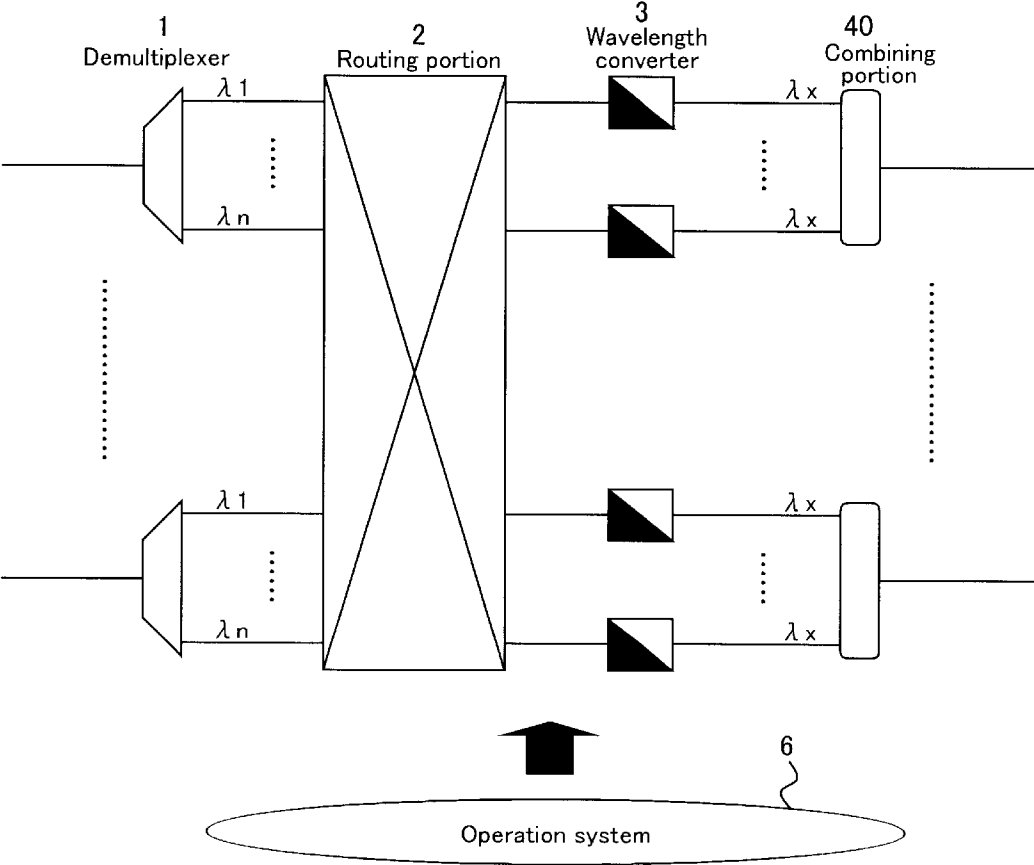 1
Demultiplexer
2
Routing portion
3
Wavelength
converter
40
Combining
portion
λ1
λx
λn
λx
λ1
λx
λn
λx
6
Operation system